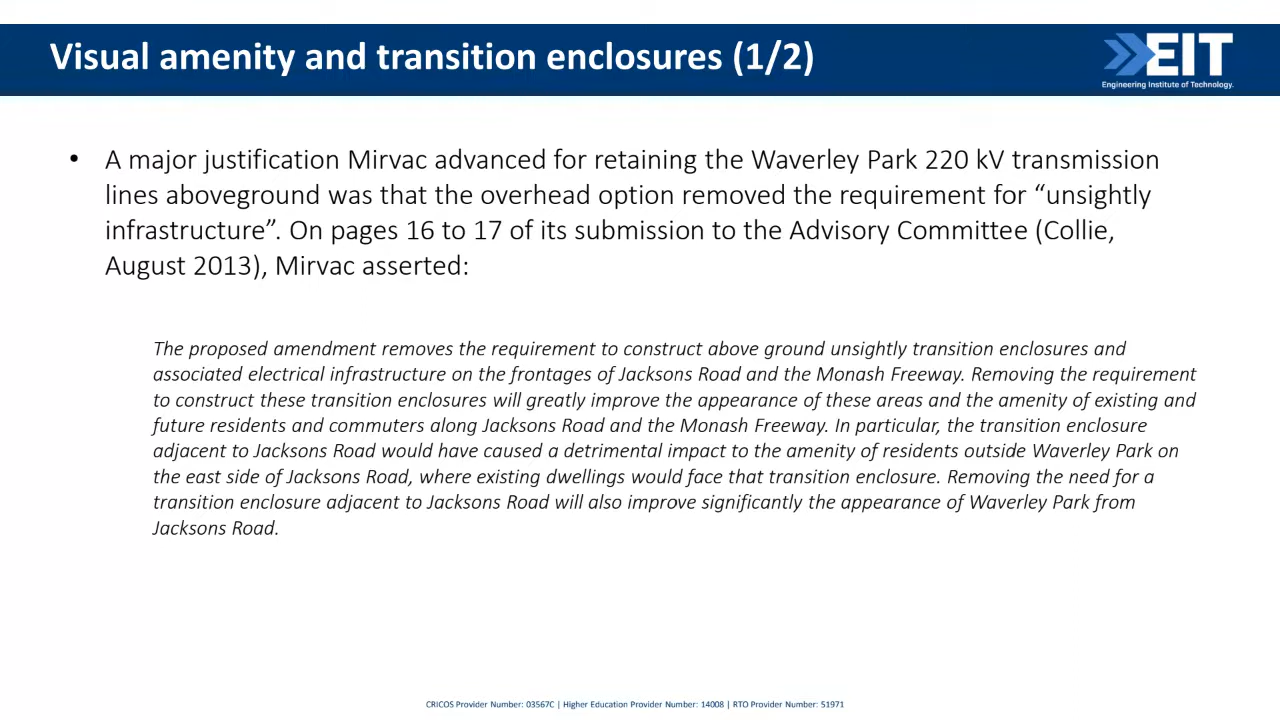 Visual amenity and transition enclosures (1/2)
EIT
Engineering Institute of Technology.
• A major justification Mirvac advanced for retaining the Waverley Park 220 kV transmission
lines aboveground was that the overhead option removed the requirement for “unsightly
infrastructure”. On pages 16 to 17 of its submission to the Advisory Committee (Collie,
August 2013), Mirvac asserted:
The proposed amendment removes the requirement to construct above ground unsightly transition enclosures and
associated electrical infrastructure on the frontages of Jacksons Road and the Monash Freeway. Removing the requirement
to construct these transition enclosures will greatly improve the appearance of these areas and the amenity of existing and
future residents and commuters along Jacksons Road and the Monash Freeway. In particular, the transition enclosure
adjacent to Jacksons Road would have caused a detrimental impact to the amenity of residents outside Waverley Park on
the east side of Jacksons Road, where existing dwellings would face that transition enclosure. Removing the need for a
transition enclosure adjacent to Jacksons Road will also improve significantly the appearance of Waverley Park from
Jacksons Road.
CRICOS Provider Number: 03567C | Higher Education Provider Number: 14008 | RTO Provider Number: 51971